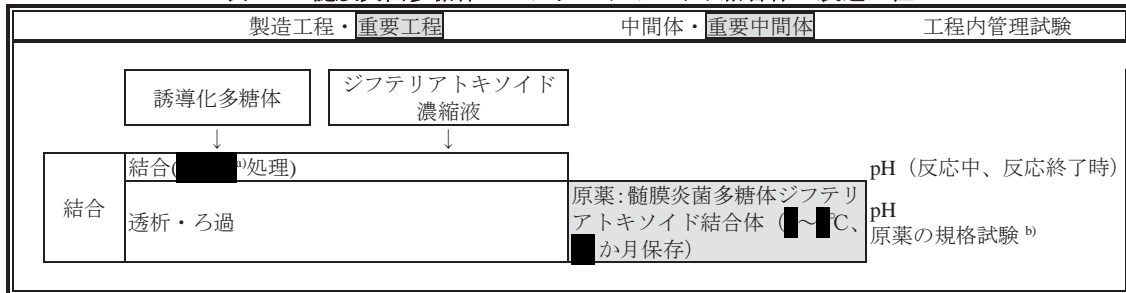 製造工程・重要工程 中間体・重要中間体 工程内管理試験
誘導化多糖体
ジフテリアトキソイド
濃縮液
↓ ↓
結合
結合( a)処理)
pH（反応中、反応終了時）
透析・ろ過
原薬:髄膜炎菌多糖体ジフテリ
アトキソイド結合体（ ～ ℃、
か月保存）
pH
原薬の規格試験 b)